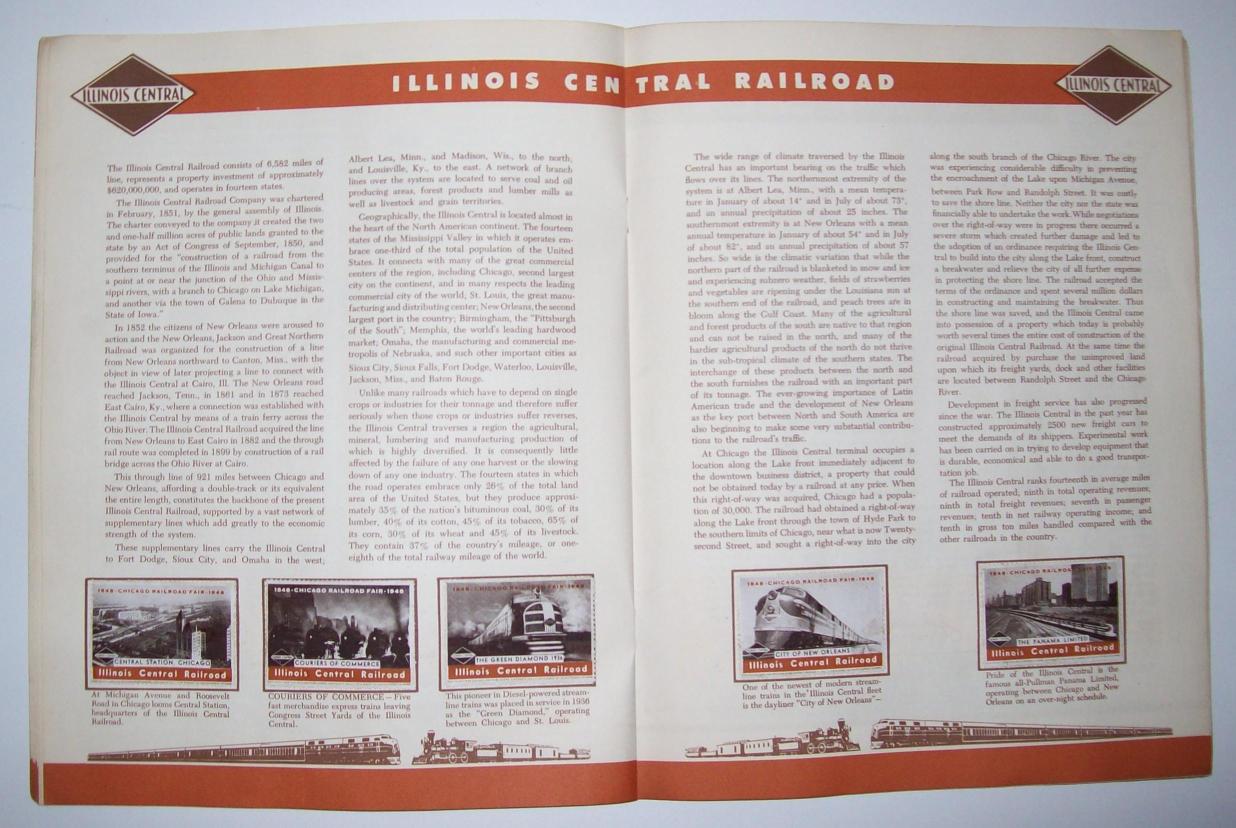 ILLINOIS CENTRAL RAILROAD
ILLINOIS CENTRAL
ILLINOIS CENTRAL
The Illinois Central Railroad consists of 6,582 miles of
line, represents a property investment of approximately
$620,000,000, and operates in fourteen states.
The Illinois Central Railroad Company was chartered
in February, 1851, by the general assembly of Illinois.
The charter conveyed to the company it created the two
and one-half million acres of public lands granted to the
state by an Act of Congress of September, 1850, and
provided for the "construction of a railroad from the
southern terminus of the Illinois and Michigan Canal to
a point at or near the junction of the Ohio and Missis-
sippi rivers, with a branch to Chicago on Lake Michigan,
and another via the town of Galena to Dubuque in the
State of Iowa."
In 1852 the citizens of New Orleans were aroused to
action and the New Orleans, Jackson and Great Northern
Railroad was organized for the construction of a line
from New Orleans northward to Canton, Miss., with the
object in view of later projecting a line to connect with
the Illinois Central at Cairo, Ill. The New Orleans road
reached Jackson, Tenn., in 1861 and in 1873 reached
East Cairo, Ky., where a connection was established with
the Illinois Central by means of a train ferry across the
Ohio River. The Illinois Central Railroad acquired the line
from New Orleans to East Cairo in 1882 and the through
rail route was completed in 1899 by construction of a rail
bridge across the Ohio River at Cairo.
This through line of 921 miles between Chicago and
New Orleans, affording a double-track or its equivalent
the entire length, constitutes the backbone of the present
Illinois Central Railroad, supported by a vast network of
supplementary lines which add greatly to the economic
strength of the system.
These supplementary lines carry the Illinois Central
to Fort Dodge, Sioux City, and Omaha in the west;
Albert Lea, Minn., and Madison, Wis., to the north,
and Louisville, Ky., to the east. A network of branch
lines over the system are located to serve coal and oil
producing areas, forest products and lumber mills as
well as livestock and grain territories.
Geographically, the Illinois Central is located almost in
the heart of the North American continent. The fourteen
states of the Mississippi Valley in which it operates em-
brace one-third of the total population of the United
States. It connects with many of the great commercial
centers of the region, including Chicago, second largest
city on the continent, and in many respects the leading
commercial city of the world; St. Louis, the great manu-
facturing and distributing center; New Orleans, the second
largest port in the country; Birmingham, the "Pittsburgh
of the South"; Memphis, the world's leading hardwood
market; Omaha, the manufacturing and commercial me-
tropolis of Nebraska, and such other important cities as
Sioux City, Sioux Falls, Fort Dodge, Waterloo, Louisville,
Jackson, Miss., and Baton Rouge.
Unlike many railroads which have to depend on single
crops or industries for their tonnage and therefore suffer
seriously when those crops or industries suffer reverses,
the Illinois Central traverses a region the agricultural,
mineral, lumbering and manufacturing production of
which is highly diversified. It is consequently little
affected by the failure of any one harvest or the slowing
down of any one industry. The fourteen states in which
the road operates embrace only 26% of the total land
area of the United States, but they produce approxi-
mately 35% of the nation's bituminous coal, 30% of its
lumber, 40% of its cotton, 45% of its tobacco, 65% of
its corn, 30% of its wheat and 45% of its livestock.
They contain 37% of the country's mileage, or one-
eighth of the total railway mileage of the world.
The wide range of climate traversed by the Illinois
Central has an important bearing on the traffic which
flows over its lines. The northernmost extremity of the
system is at Albert Lea, Minn., with a mean tempera-
ture in January of about 14° and in July of about 73°,
and an annual precipitation of about 25 inches. The
southernmost extremity is at New Orleans with a mean
annual temperature in January of about 54° and in July
of about 82°, and an annual precipitation of about 57
inches. So wide is the climatic variation that while the
northern part of the railroad is blanketed in snow and ice
and experiencing subzero weather, fields of strawberries
and vegetables are ripening under the Louisiana sun at
the southern end of the railroad, and peach trees are in
bloom along the Gulf Coast. Many of the agricultural
and forest products of the south are native to that region
and can not be raised in the north, and many of the
hardier agricultural products of the north do not thrive
in the sub-tropical climate of the southern states. The
interchange of these products between the north and
the south furnishes the railroad with an important part
of its tonnage. The ever-growing importance of Latin
American trade and the development of New Orleans
as the key port between North and South America are
also beginning to make some very substantial contribu-
tions to the railroad's traffic.
At Chicago the Illinois Central terminal occupies a
location along the Lake front immediately adjacent to
the downtown business district, a property that could
not be obtained today by a railroad at any price. When
this right-of-way was acquired, Chicago had a popula-
tion of 30,000. The railroad had obtained a right-of-way
along the Lake front through the town of Hyde Park to
the southern limits of Chicago, near what is now Twenty-
second Street, and sought a right-of-way into the city
along the south branch of the Chicago River. The city
was experiencing considerable difficulty in preventing
the encroachment of the Lake upon Michigan Avenue,
between Park Row and Randolph Street. It was costly
to save the shore line. Neither the city nor the state was
financially able to undertake the work. While negotiations
over the right-of-way were in progress there occurred a
severe storm which created further damage and led to
the adoption of an ordinance requiring the Illinois Cen-
tral to build into the city along the Lake front, construct
a breakwater and relieve the city of all further expense
in protecting the shore line. The railroad accepted the
terms of the ordinance and spent several million dollars
in constructing and maintaining the breakwater. Thus
the shore line was saved, and the Illinois Central came
into possession of a property which today is probably
worth several times the entire cost of construction of the
original Illinois Central Railroad. At the same time the
railroad acquired by purchase the unimproved land
upon which its freight yards, dock and other facilities
are located between Randolph Street and the Chicago
River.
Development in freight service has also progressed
since the war. The Illinois Central in the past year has
constructed approximately 2500 new freight cars to
meet the demands of its shippers. Experimental work
has been carried on in trying to develop equipment that
is durable, economical and able to do a good transpor-
tation job.
The Illinois Central ranks fourteenth in average miles
of railroad operated; ninth in total operating revenues;
ninth in total freight revenues; seventh in passenger
revenues; tenth in net railway operating income; and
tenth in gross ton miles handled compared with the
other railroads in the country.
1848-CHICAGO RAILROAD FAIR-1948
CENTRAL STATION, CHICAGO
Illinois Central Railroad
At Michigan Avenue and Roosevelt
Road in Chicago looms Central Station,
headquarters of the Illinois Central
Railroad.
1848-CHICAGO RAILROAD FAIR-1948
COURIERS OF COMMERCE
Illinois Central Railroad
COURIERS OF COMMERCE—Five
fast merchandise express trains leaving
Congress Street Yards of the Illinois
Central.
1848-CHICAGO RAILROAD FAIR-1948
THE GREEN DIAMOND 1936
Illinois Central Railroad
This pioneer in Diesel-powered stream-
line trains was placed in service in 1936
as the "Green Diamond," operating
between Chicago and St. Louis.
1848-CHICAGO RAILROAD FAIR-1948
CITY OF NEW ORLEANS
Illinois Central Railroad
One of the newest of modern stream-
line trains in the Illinois Central fleet
is the dayliner "City of New Orleans"—
1848-CHICAGO RAILROAD FAIR-1948
THE PANAMA LIMITED
Illinois Central Railroad
Pride of the Illinois Central is the
famous all-Pullman Panama Limited,
operating between Chicago and New
Orleans on an over-night schedule.